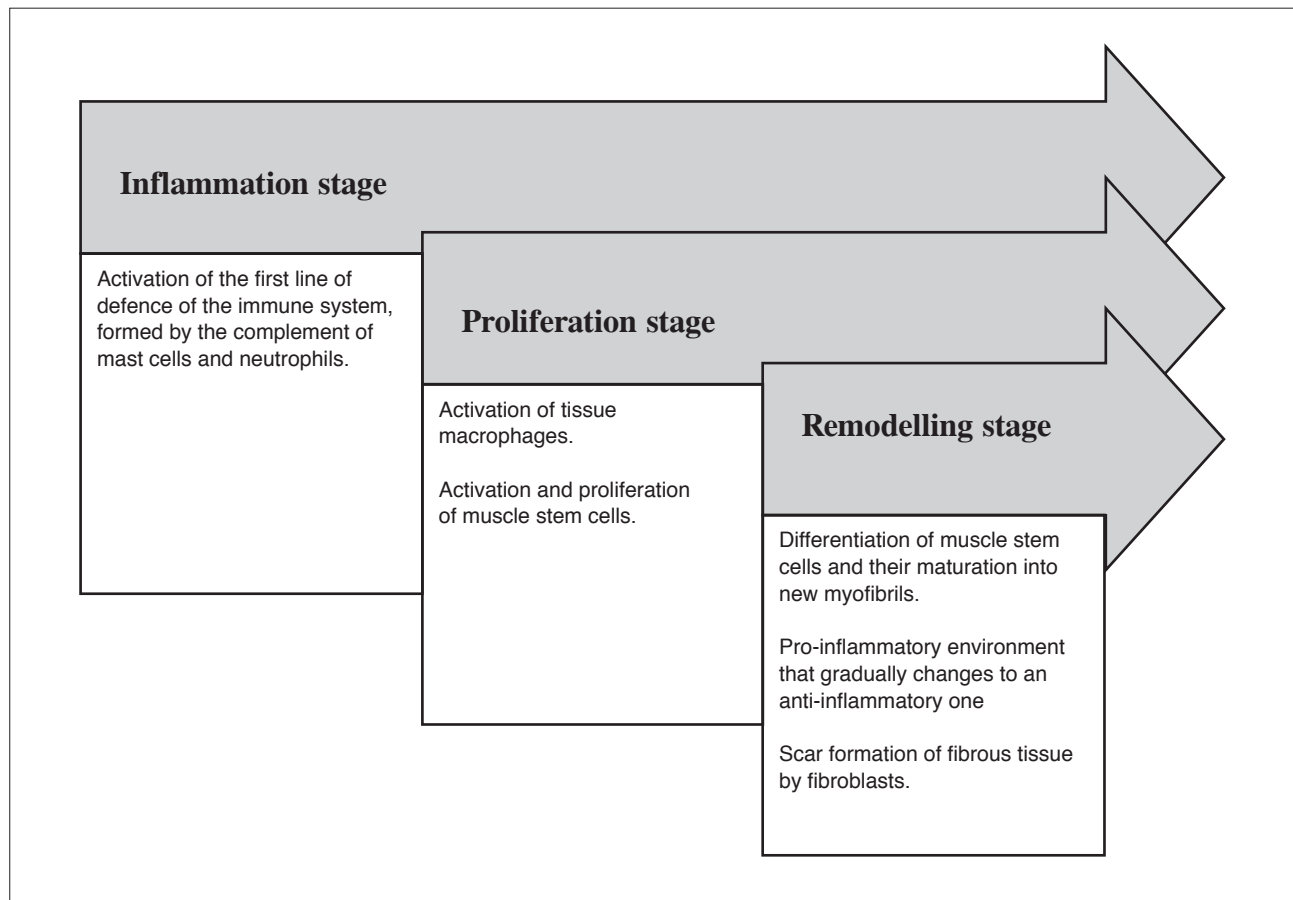 Inflammation stage
Activation of the first line of
defence of the immune system,
formed by the complement of
mast cells and neutrophils.
Proliferation stage
Activation of tissue
macrophages.
Activation and proliferation
of muscle stem cells.
Remodelling stage
Differentiation of muscle stem
cells and their maturation into
new myofibrils.
Pro-inflammatory environment
that gradually changes to an
anti-inflammatory one
Scar formation of fibrous tissue
by fibroblasts.